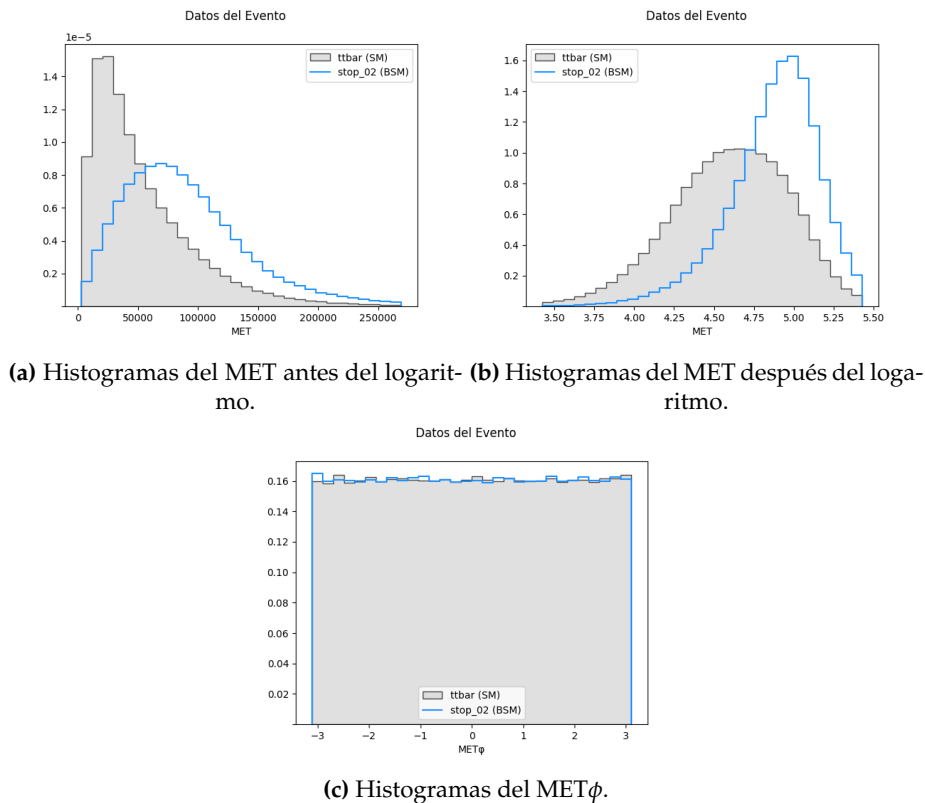 Datos del Evento
1e−5
1.4
1.2
1.0
0.8
0.6
0.4
0.2
0 50000 100000 150000 200000 250000
MET
ttbar (SM)
stop_02 (BSM)
Datos del Evento
1.6
1.4
1.2
1.0
0.8
0.6
0.4
0.2
3.50 3.75 4.00 4.25 4.50 4.75 5.00 5.25 5.50
MET
ttbar (SM)
stop_02 (BSM)
(a) Histogramas del MET antes del logarit-
mo.
(b) Histogramas del MET después del loga-
ritmo.
Datos del Evento
0.16
0.14
0.12
0.10
0.08
0.06
0.04
0.02
ttbar (SM)
stop_02 (BSM)
−3 −2 −1 0 1 2 3
METφ
(c) Histogramas del METϕ.